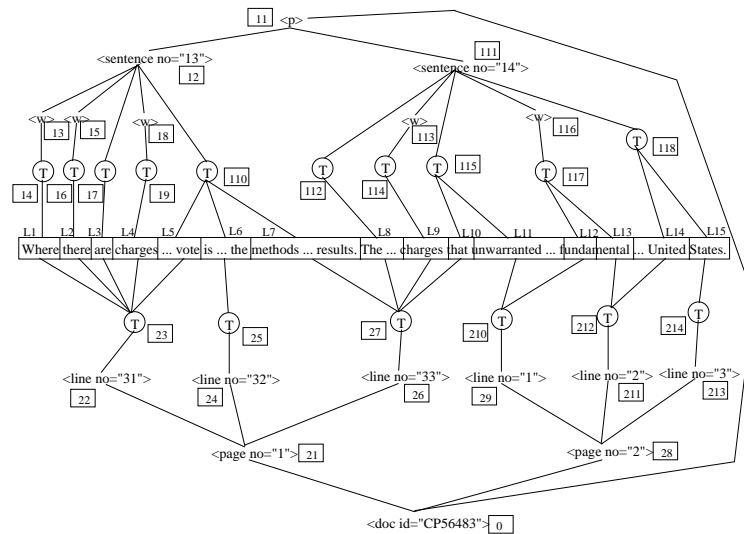 11 <p>
<sentence no="13"> 12
111 <sentence no="14">
<w> 13 <w> 15 <w> 18 <w> 113 <w> 116
T T T T T T T T T T 118
14 16 17 19 110 112 114 115 117
L1 L2 L3 L4 L5 L6 L7 L8 L9 L10 L11 L12 L13 L14 L15
Where there are charges ... vote is ... the methods ... results. The ... charges that unwarranted ... fundamental ... United States.
T 23 T 25 27 T 210 T 212 T 214 T
<line no="31"> <line no="32"> <line no="33"> <line no="1"> <line no="2"> <line no="3">
22 24 26 29 211 213
<page no="1"> 21 <page no="2"> 28
<doc id="CP56483"> 0